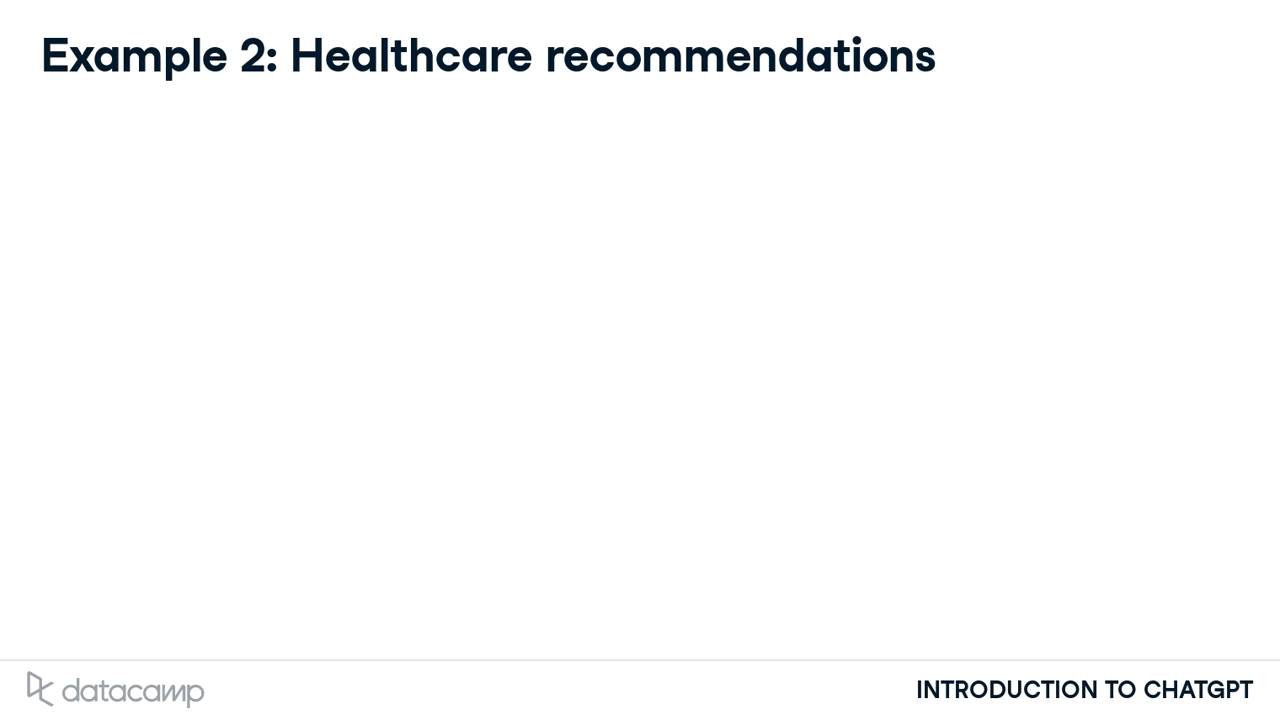 Example 2: Healthcare recommendations
datacamp
INTRODUCTION TO CHATGPT